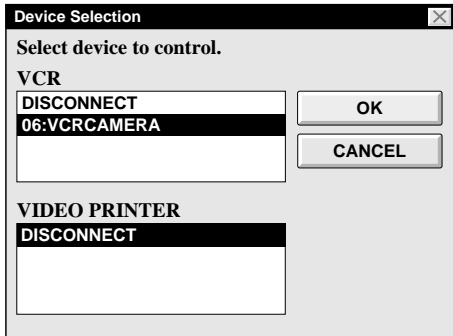 Device Selection
Select device to control.
VCR
DISCONNECT
06:VCRCAMERA
OK
CANCEL
VIDEO PRINTER
DISCONNECT